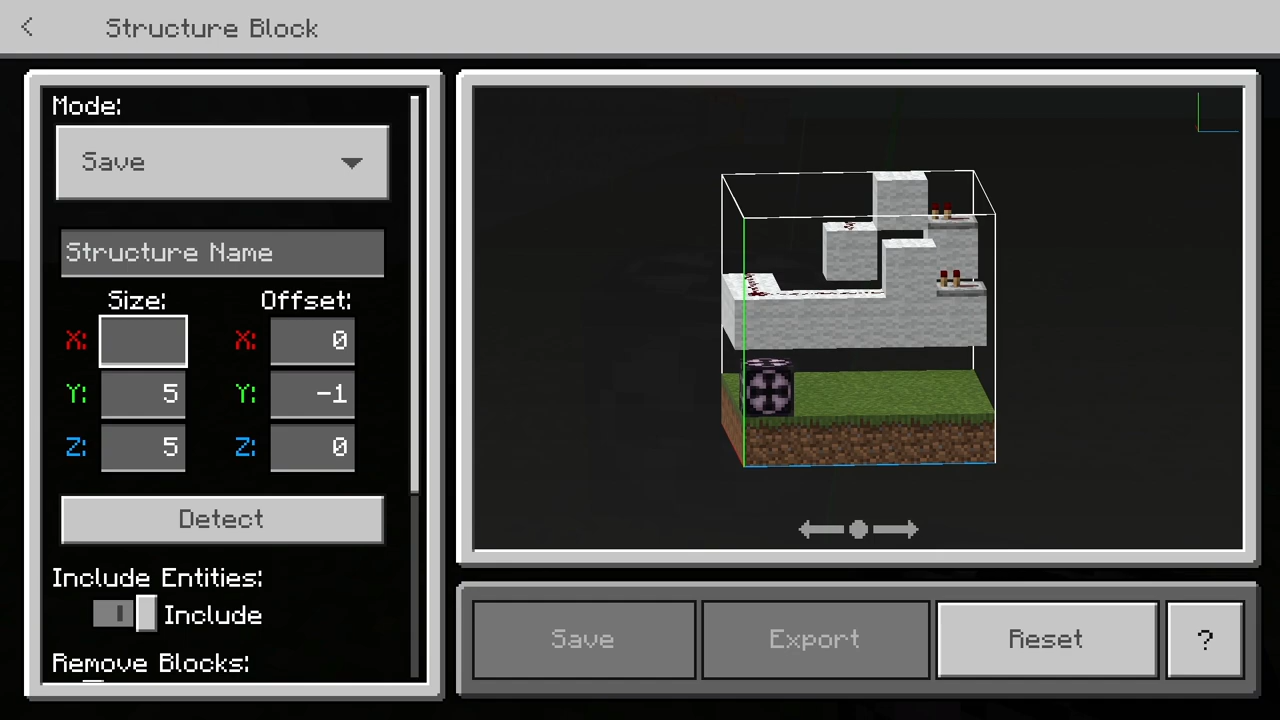 Structure Block
Mode:
Save
Structure Name
Size: Offset:
X: X: 0
Y: 5 Y: -1
Z: 5 Z: 0
Detect
Include Entities:
Include
Remove Blocks:
Save Export Reset ?